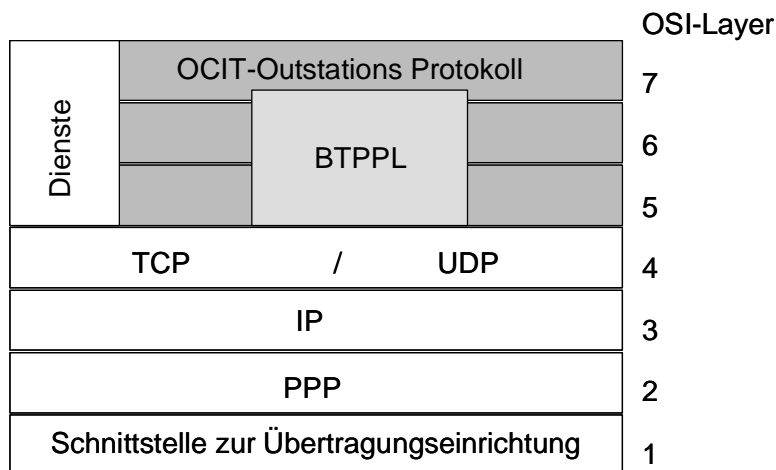 OSI-Layer
OCIT-Outstations Protokoll
7
Dienste
BTPPL
6
5
TCP / UDP
4
IP
3
PPP
2
Schnittstelle zur Übertragungseinrichtung
1